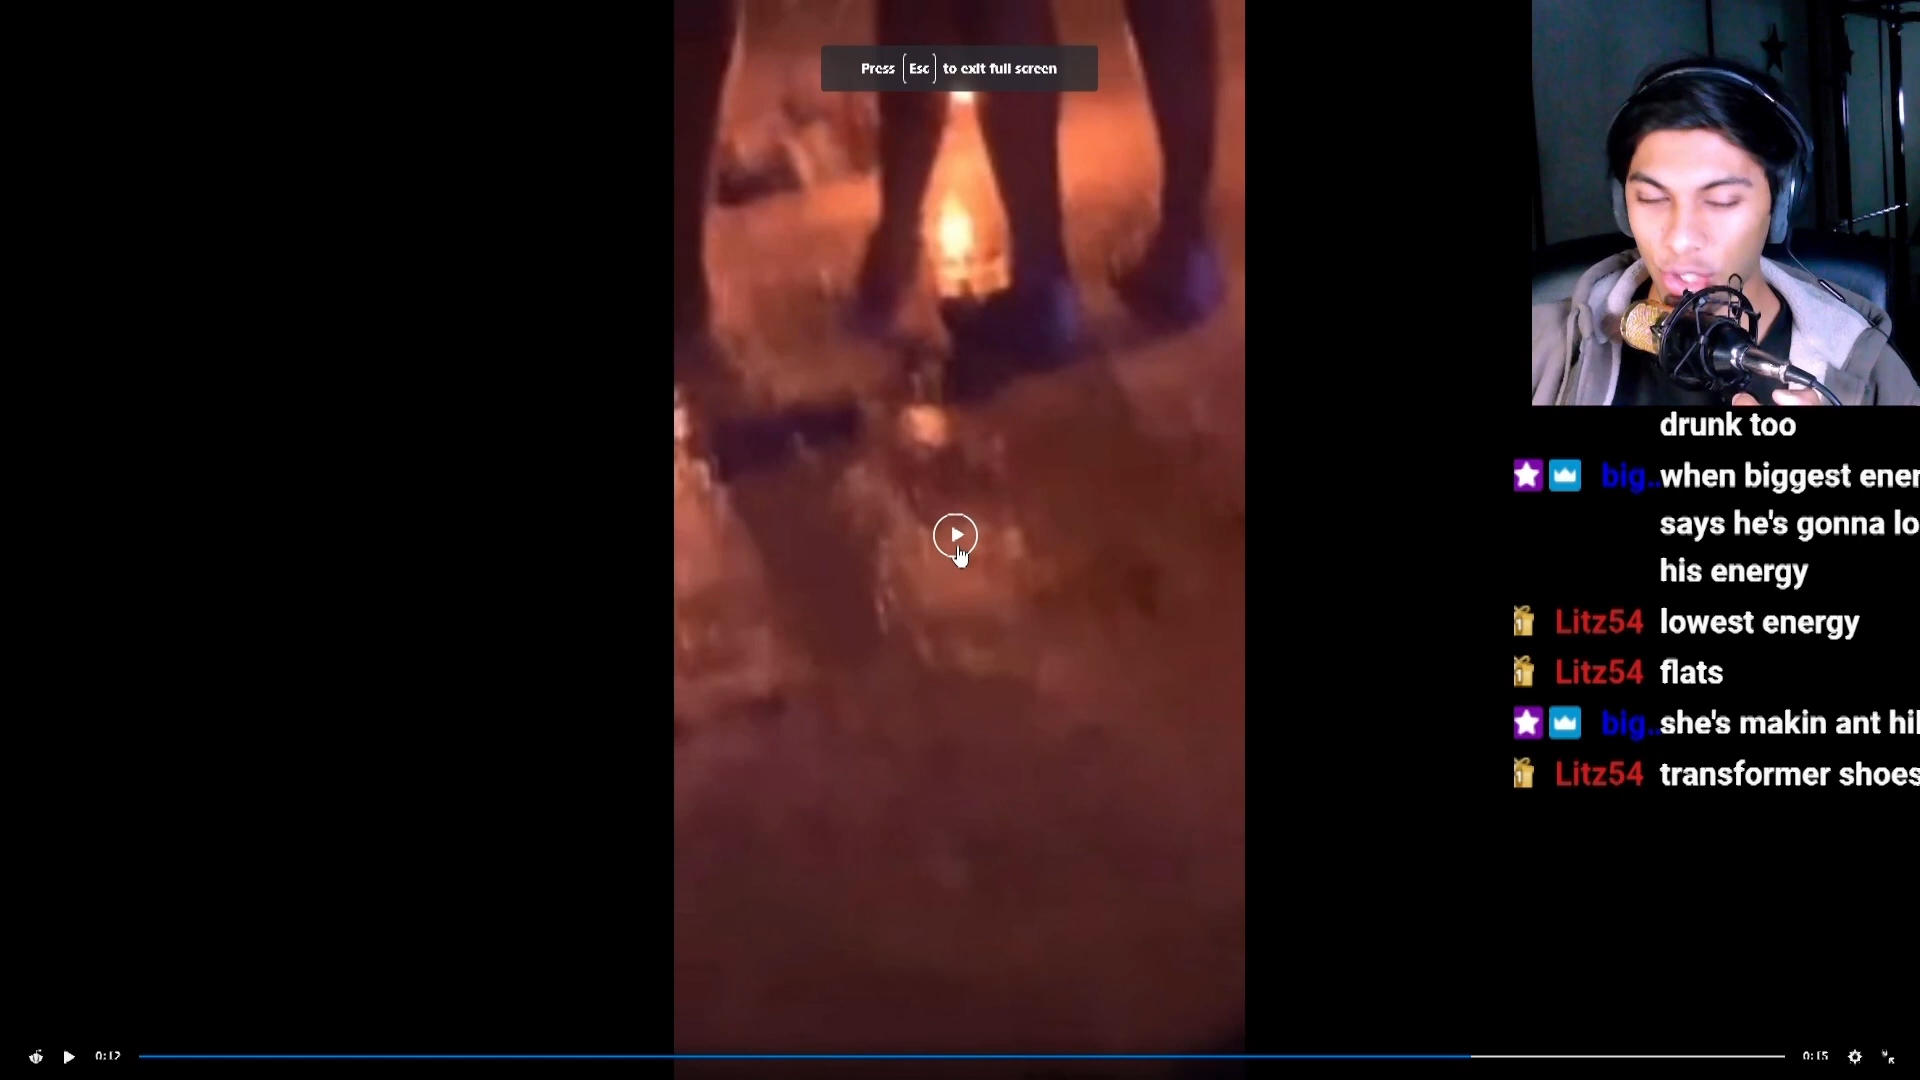 Press Esc to exit full screen
drunk too
big.. when biggest ener
says he's gonna lo
his energy
Litz54 lowest energy
Litz54 flats
big.. she's makin ant hil
Litz54 transformer shoes
0:12
0:15